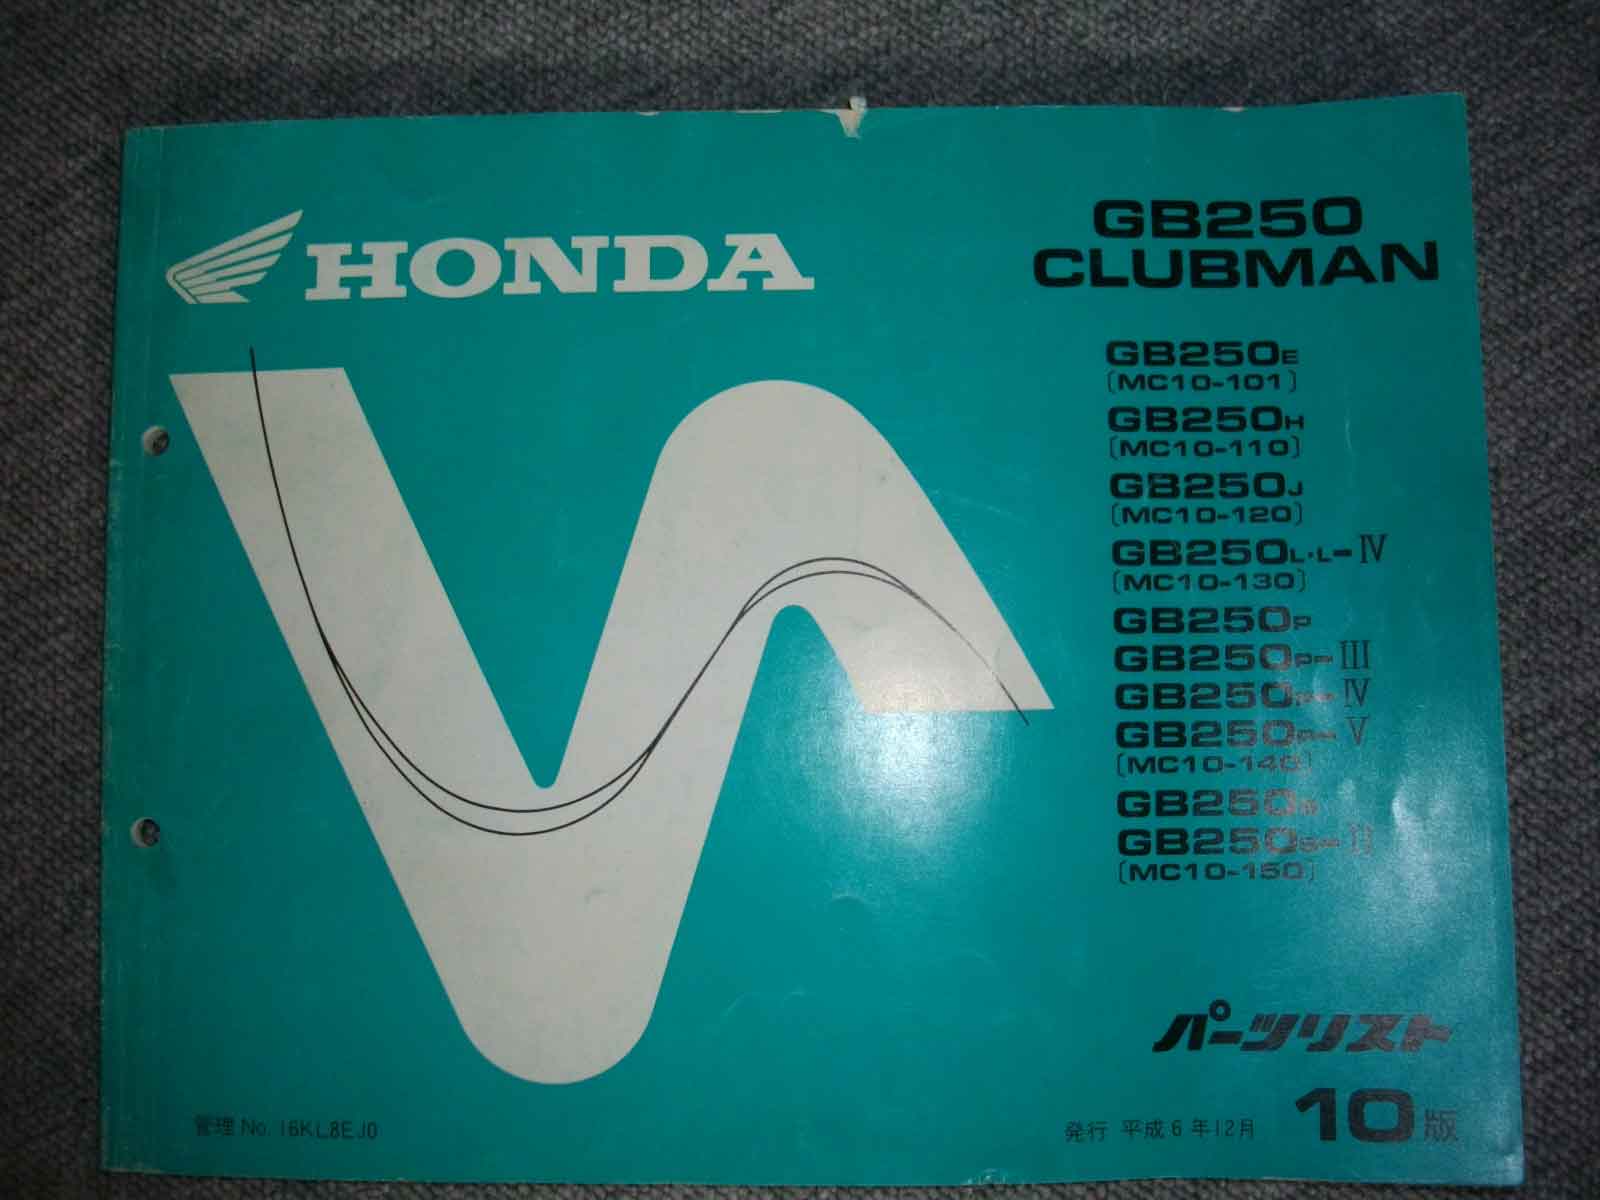 HONDA
GB250
CLUBMAN
GB250E
[MC10-101]
GB250H
[MC10-110]
GB250J
[MC10-120]
GB250L・L-Ⅳ
[MC10-130]
GB250P
GB250P-Ⅲ
GB250P-Ⅳ
GB250P-Ⅴ
[MC10-140]
GB250S
GB250S-Ⅱ
[MC10-150]
パーツリスト
管理 No. 16KL8EJ0
発行 平成6年12月
10版